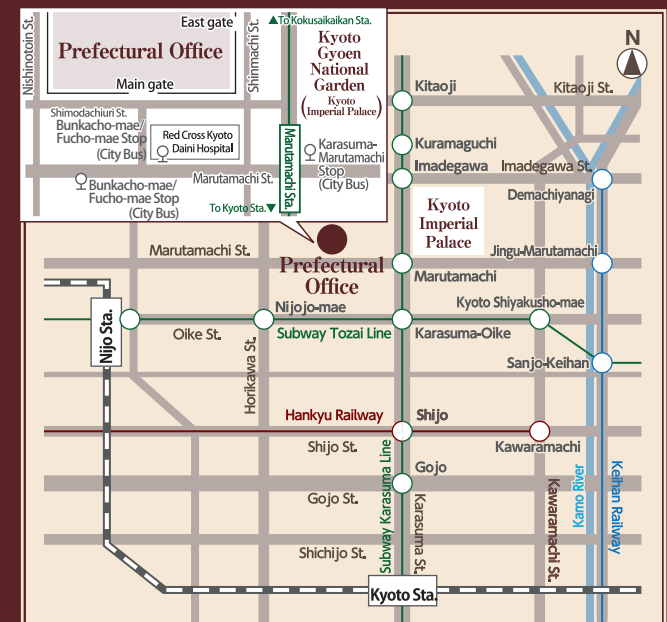 Nishinotoin St.
East gate
Prefectural Office
Main gate
Shinmachi St.
▲To Kokusaikaikan Sta.
Kyoto
Gyoen
National
Garden
(Kyoto
Imperial Palace)
Shimodachiuri St.
Bunkacho-mae/
Fucho-mae Stop
(City Bus)
Red Cross Kyoto
Daini Hospital
Marutamachi Sta.
Karasuma-
Marutamachi
Stop
(City Bus)
Marutamachi St.
Bunkacho-mae/
Fucho-mae Stop
(City Bus)
To Kyoto Sta.▼
N
Kitaoji
Kitaoji St.
Kuramaguchi
Imadegawa
Imadegawa St.
Demachiyanagi
Kyoto
Imperial
Palace
Marutamachi St.
Prefectural
Office
Jingu-Marutamachi
Marutamachi
Nijo Sta.
Nijojo-mae
Kyoto Shiyakusho-mae
Oike St.
Subway Tozai Line
Karasuma-Oike
Horikawa St.
Sanjo-Keihan
Hankyu Railway
Shijo
Shijo St.
Kawaramachi
Subway Karasuma Line
Gojo
Gojo St.
Karasuma St.
Kawaramachi St.
Kamo River
Keihan Railway
Shichijo St.
Kyoto Sta.